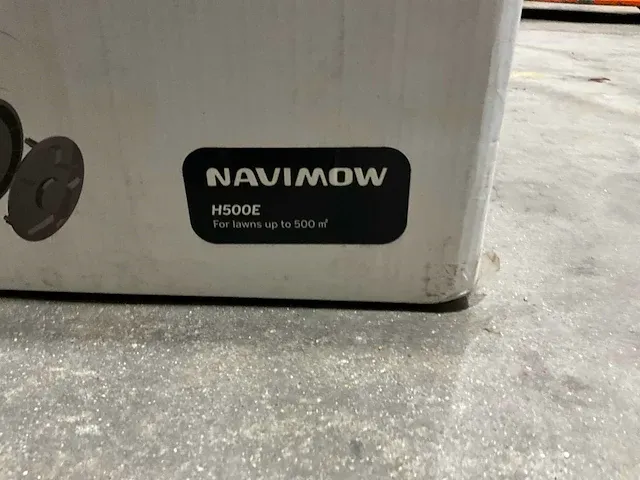 NAVIMOW
H500E
For lawns up to 500 ㎡